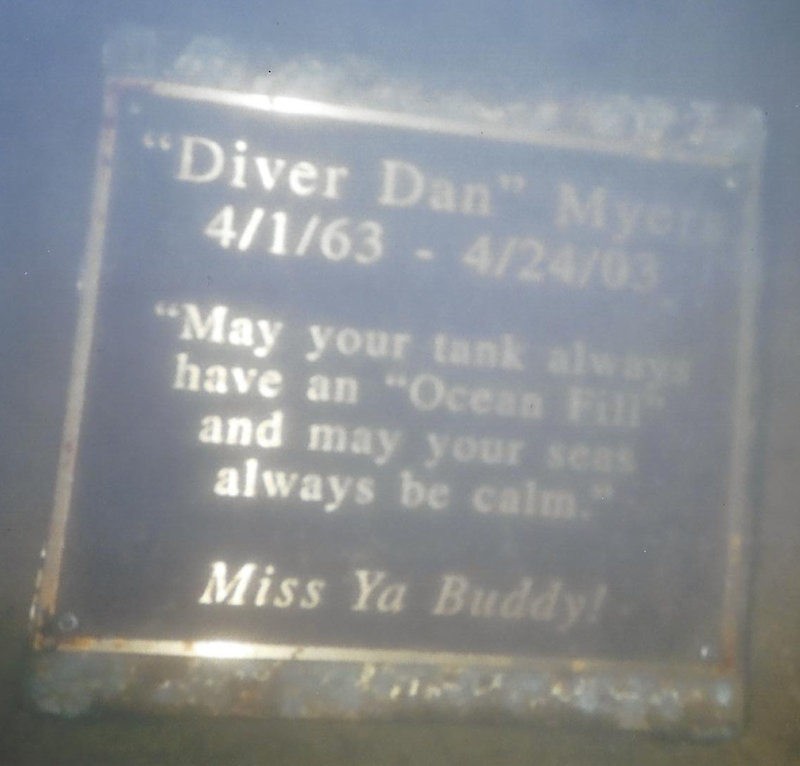 “Diver Dan” Myers
4/1/63 - 4/24/03
“May your tank always
have an “Ocean Fill”
and may your seas
always be calm.”
Miss Ya Buddy!